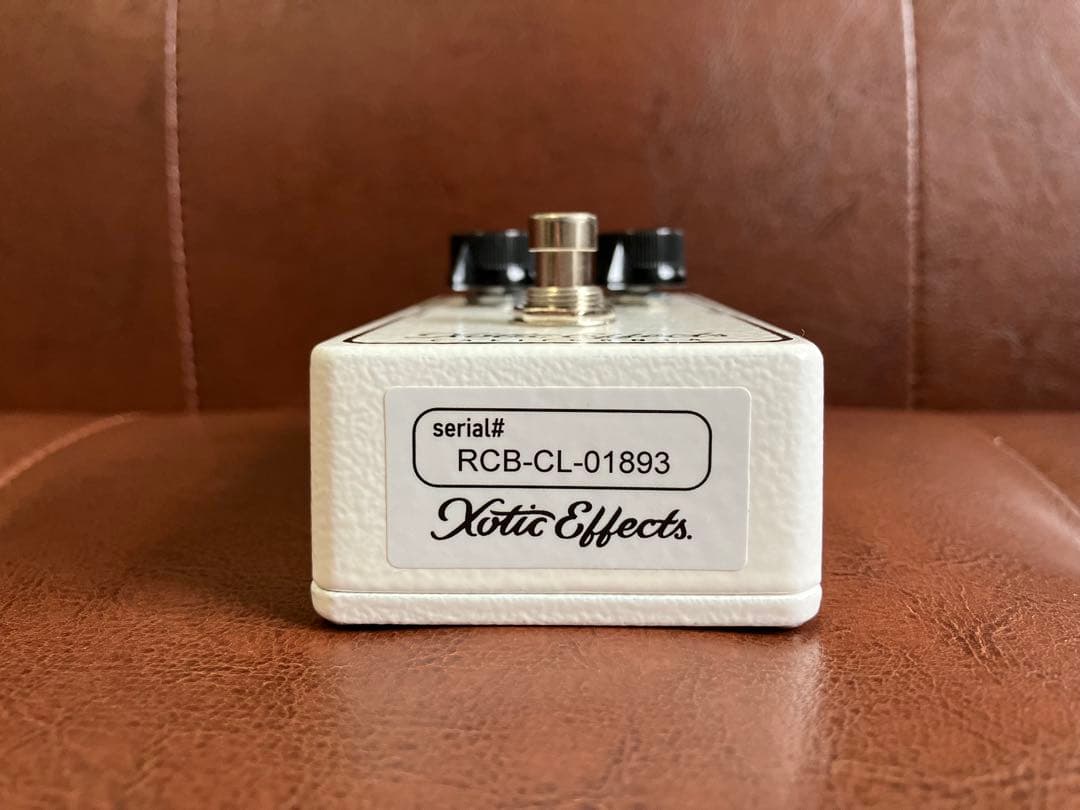 serial#
RCB-CL-01893
Xotic Effects.